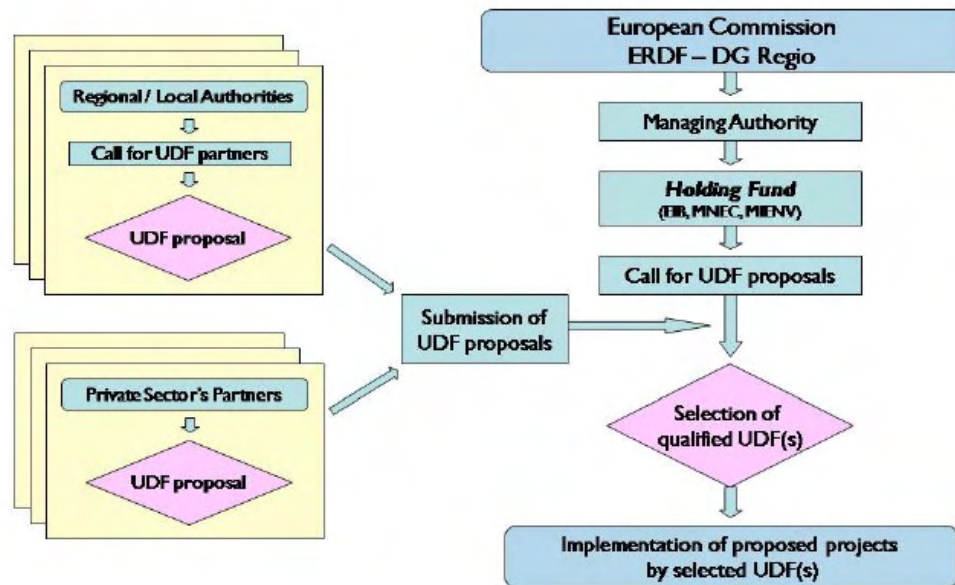 Regional / Local Authorities
Call for UDF partners
UDF proposal
Private Sector's Partners
UDF proposal
Submission of
UDF proposals
European Commission
ERDF – DG Regio
Managing Authority
Holding Fund
(EIB, MNEC, MIENV)
Call for UDF proposals
Selection of
qualified UDF(s)
Implementation of proposed projects
by selected UDF(s)